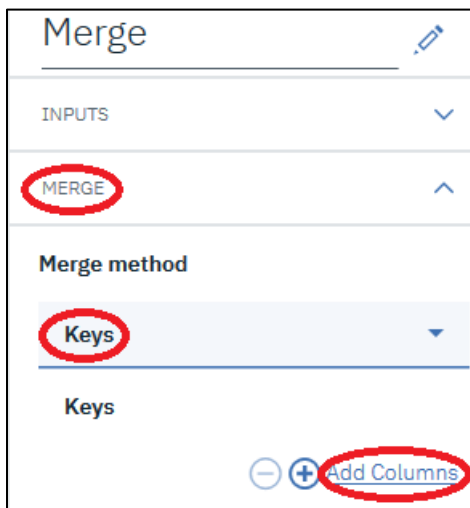 Merge
INPUTS
MERGE
Merge method
Keys
Keys
Add Columns